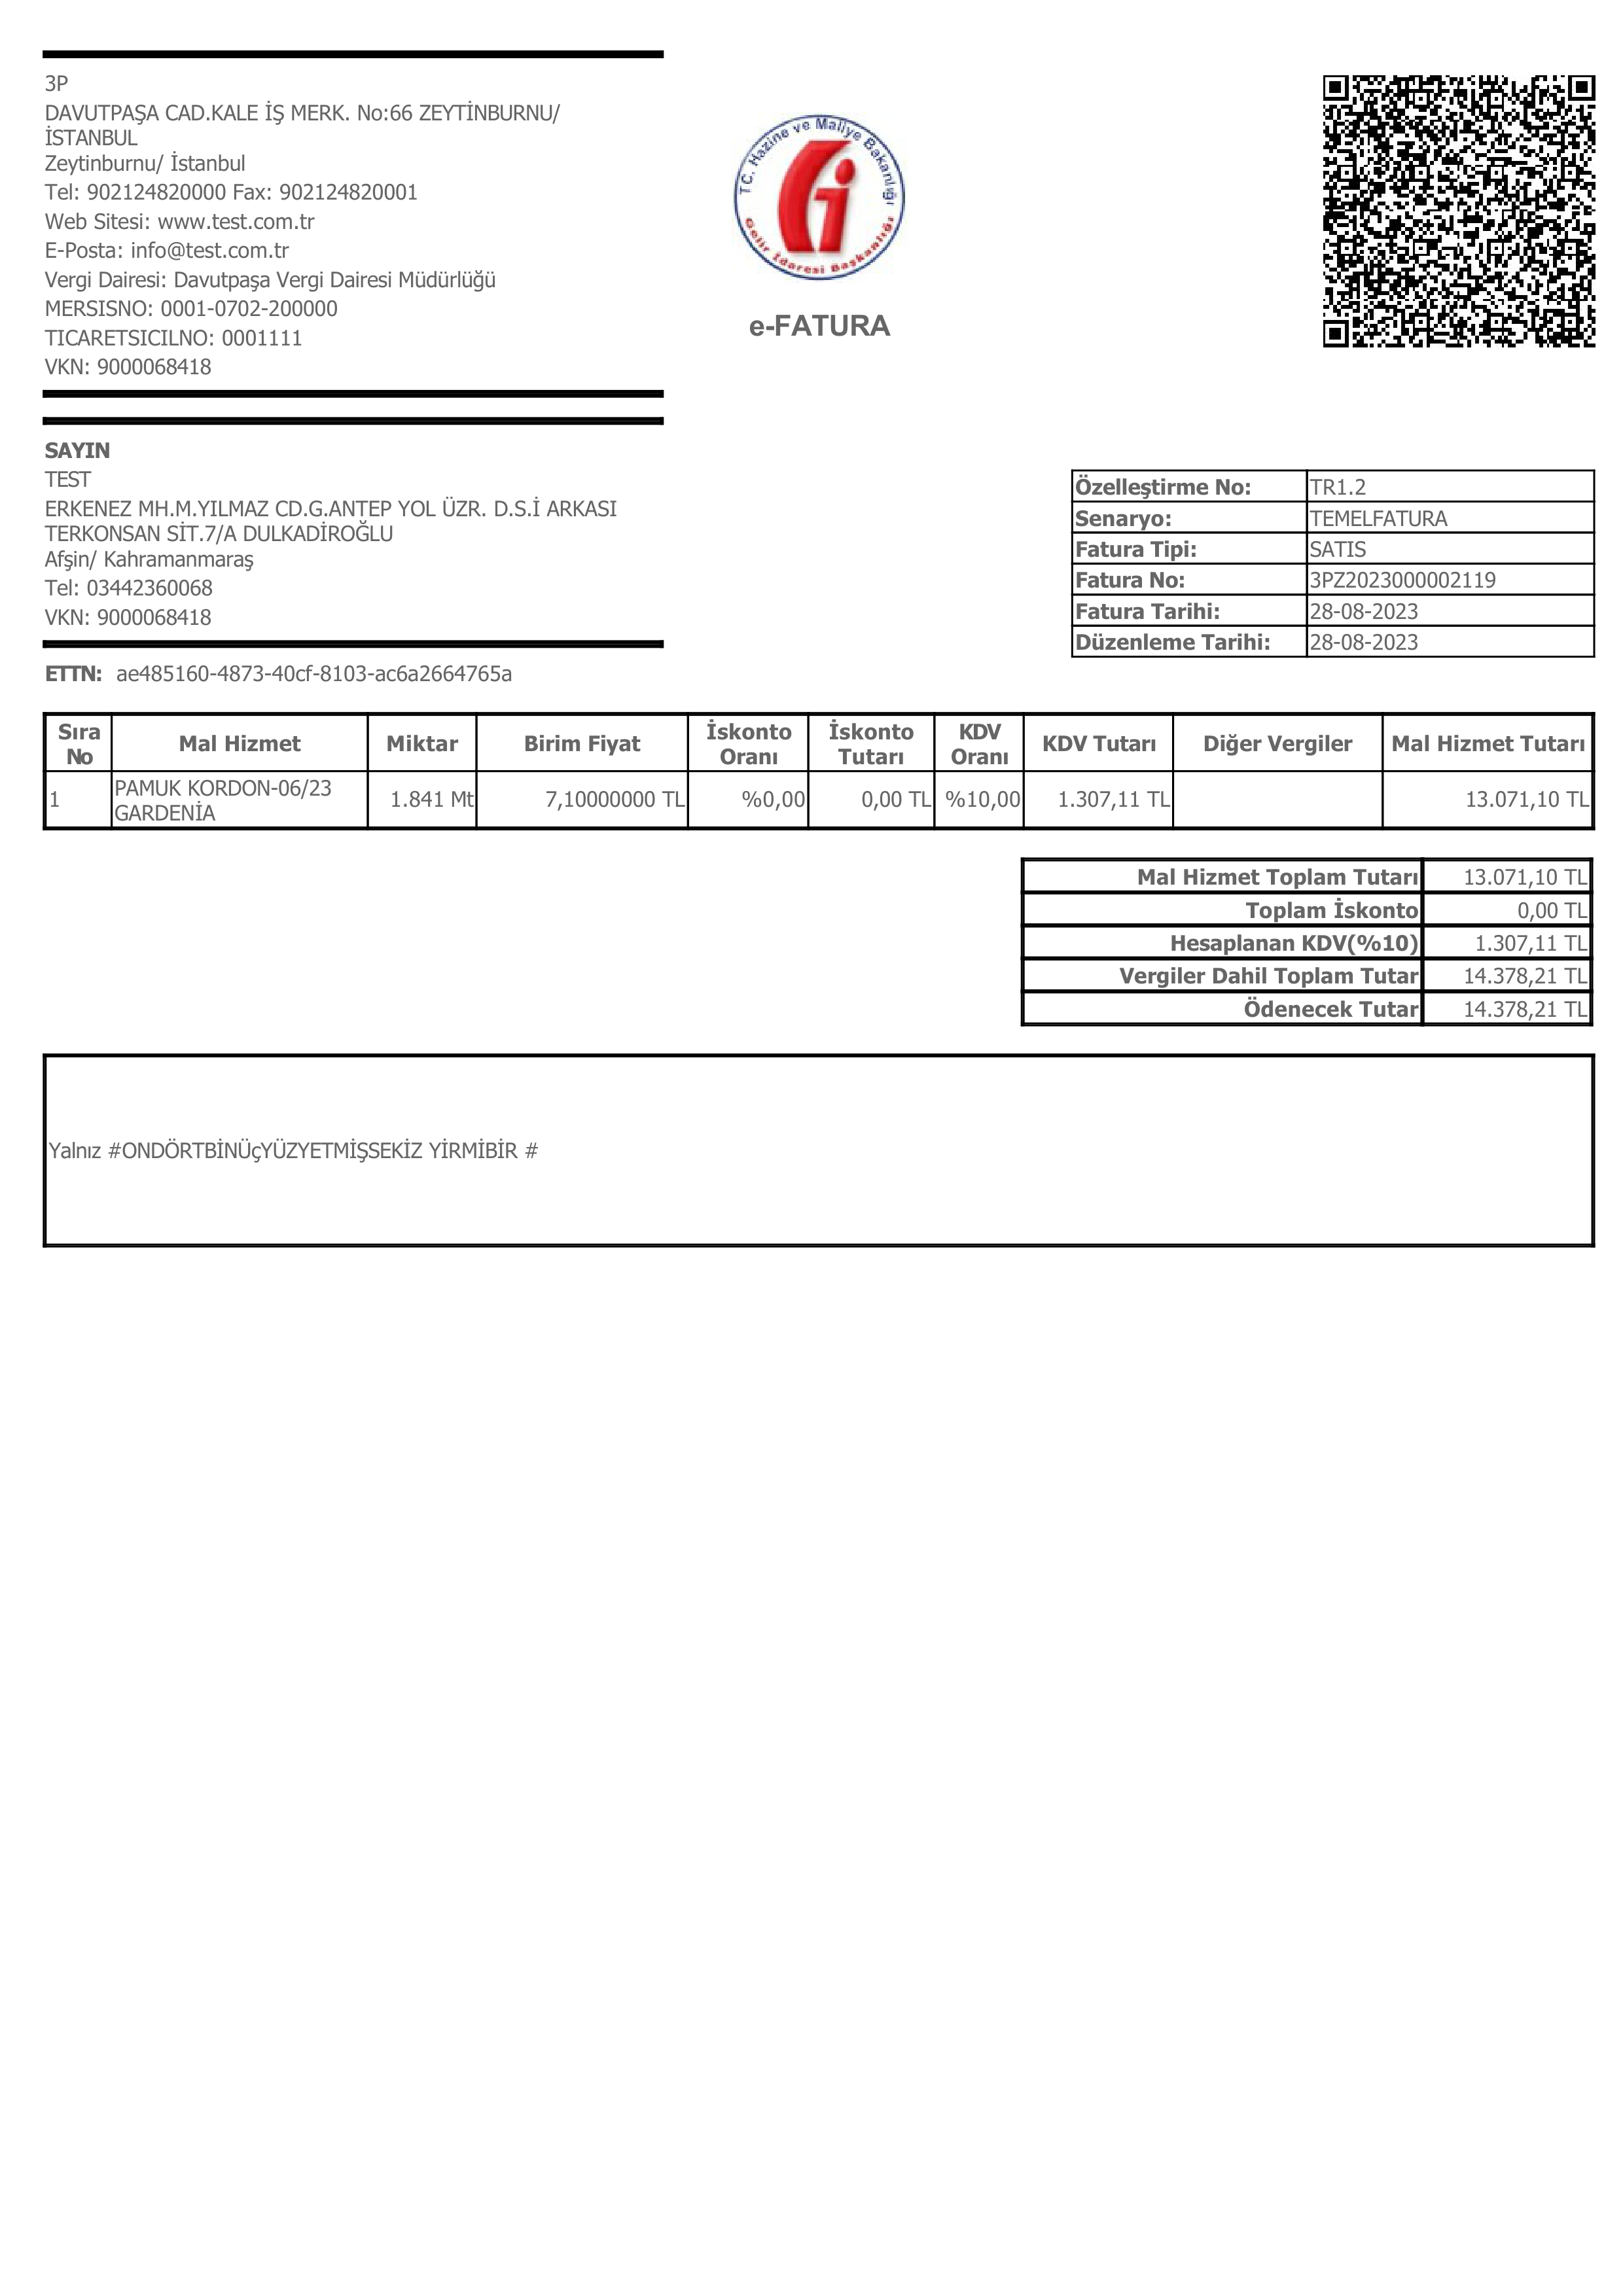 3P
DAVUTPAŞA CAD.KALE İŞ MERK. No:66 ZEYTİNBURNU/
İSTANBUL
Zeytinburnu/ İstanbul
Tel: 902124820000 Fax: 902124820001
Web Sitesi: www.test.com.tr
E-Posta: info@test.com.tr
Vergi Dairesi: Davutpaşa Vergi Dairesi Müdürlüğü
MERSISNO: 0001-0702-200000
TICARETSICILNO: 0001111
VKN: 9000068418
T.C. Hazine ve Maliye Bakanlığı
Gelir İdaresi Başkanlığı
e-FATURA
SAYIN
TEST
ERKENEZ MH.M.YILMAZ CD.G.ANTEP YOL ÜZR. D.S.İ ARKASI
TERKONSAN SİT.7/A DULKADİROĞLU
Afşin/ Kahramanmaraş
Tel: 03442360068
VKN: 9000068418
Özelleştirme No: TR1.2
Senaryo: TEMELFATURA
Fatura Tipi: SATIS
Fatura No: 3PZ2023000002119
Fatura Tarihi: 28-08-2023
Düzenleme Tarihi: 28-08-2023
ETTN: ae485160-4873-40cf-8103-ac6a2664765a
Sıra No Mal Hizmet Miktar Birim Fiyat İskonto Oranı İskonto Tutarı KDV Oranı KDV Tutarı Diğer Vergiler Mal Hizmet Tutarı
1 PAMUK KORDON-06/23 GARDENİA 1.841 Mt 7,10000000 TL %0,00 0,00 TL %10,00 1.307,11 TL 13.071,10 TL
Mal Hizmet Toplam Tutarı 13.071,10 TL
Toplam İskonto 0,00 TL
Hesaplanan KDV(%10) 1.307,11 TL
Vergiler Dahil Toplam Tutar 14.378,21 TL
Ödenecek Tutar 14.378,21 TL
Yalnız #ONDÖRTBİNÜçYÜZYETMİŞSEKİZ YİRMİBİR #